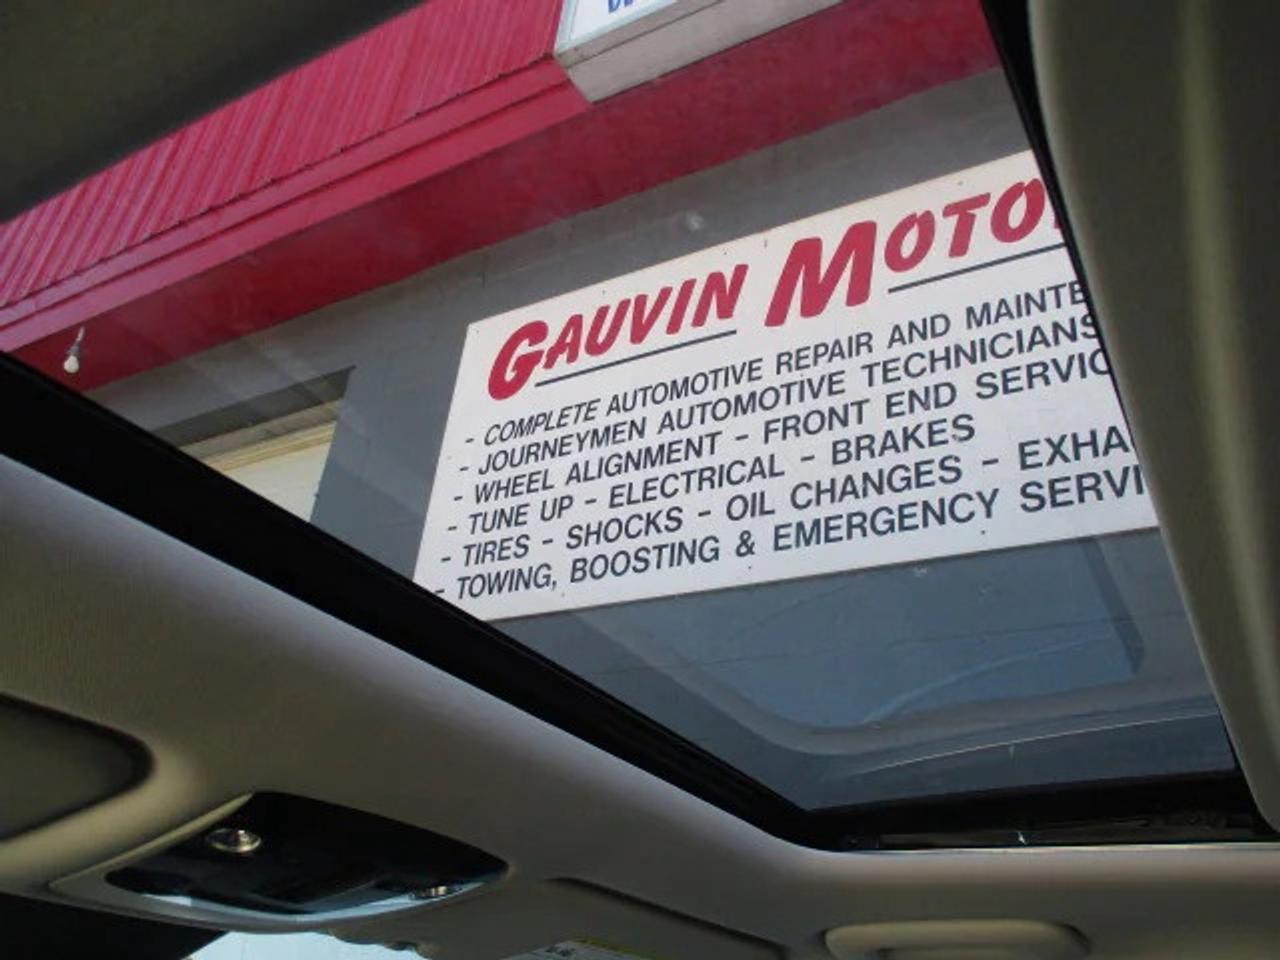 GAUVIN MOTO
- COMPLETE AUTOMOTIVE REPAIR AND MAINTE
- JOURNEYMEN AUTOMOTIVE TECHNICIANS
- WHEEL ALIGNMENT - FRONT END SERVIC
- TUNE UP - ELECTRICAL - BRAKES
- TIRES - SHOCKS - OIL CHANGES - EXHA
- TOWING, BOOSTING & EMERGENCY SERVI